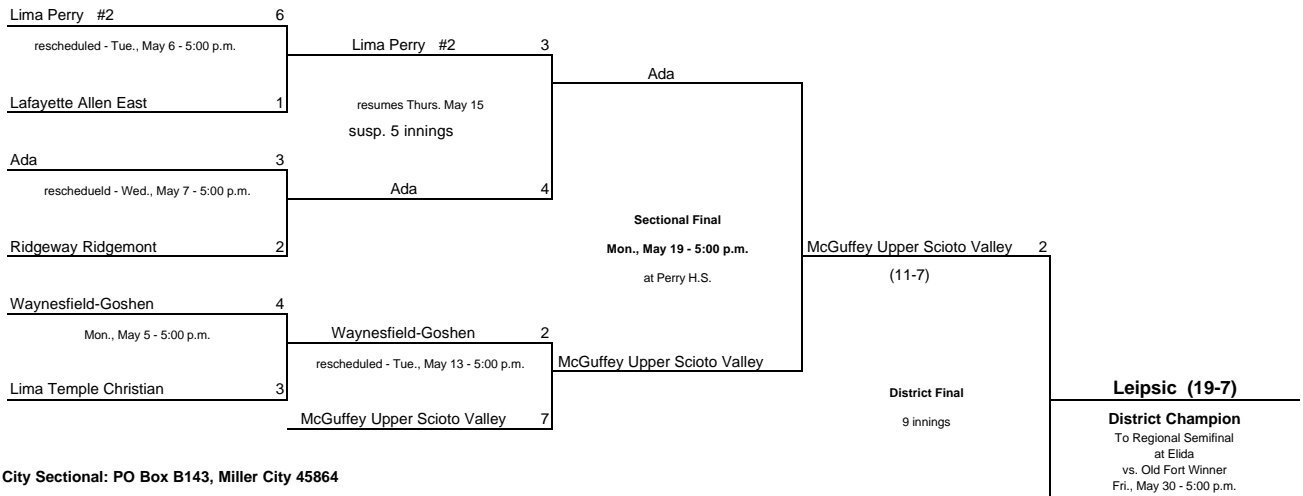 Lima Perry #2 6
rescheduled - Tue., May 6 - 5:00 p.m.
Lafayette Allen East 1
Lima Perry #2 3
resumes Thurs. May 15
susp. 5 innings
Ada 3
reschedueld - Wed., May 7 - 5:00 p.m.
Ridgeway Ridgemont 2
Ada 4
Ada
Sectional Final
Mon., May 19 - 5:00 p.m.
at Perry H.S.
Waynesfield-Goshen 4
Mon., May 5 - 5:00 p.m.
Lima Temple Christian 3
Waynesfield-Goshen 2
rescheduled - Tue., May 13 - 5:00 p.m.
McGuffey Upper Scioto Valley 7
McGuffey Upper Scioto Valley
McGuffey Upper Scioto Valley 2
(11-7)
District Final
9 innings
Leipsic (19-7)
District Champion
To Regional Semifinal
at Elida
vs. Old Fort Winner
Fri., May 30 - 5:00 p.m.
City Sectional: PO Box B143, Miller City 45864